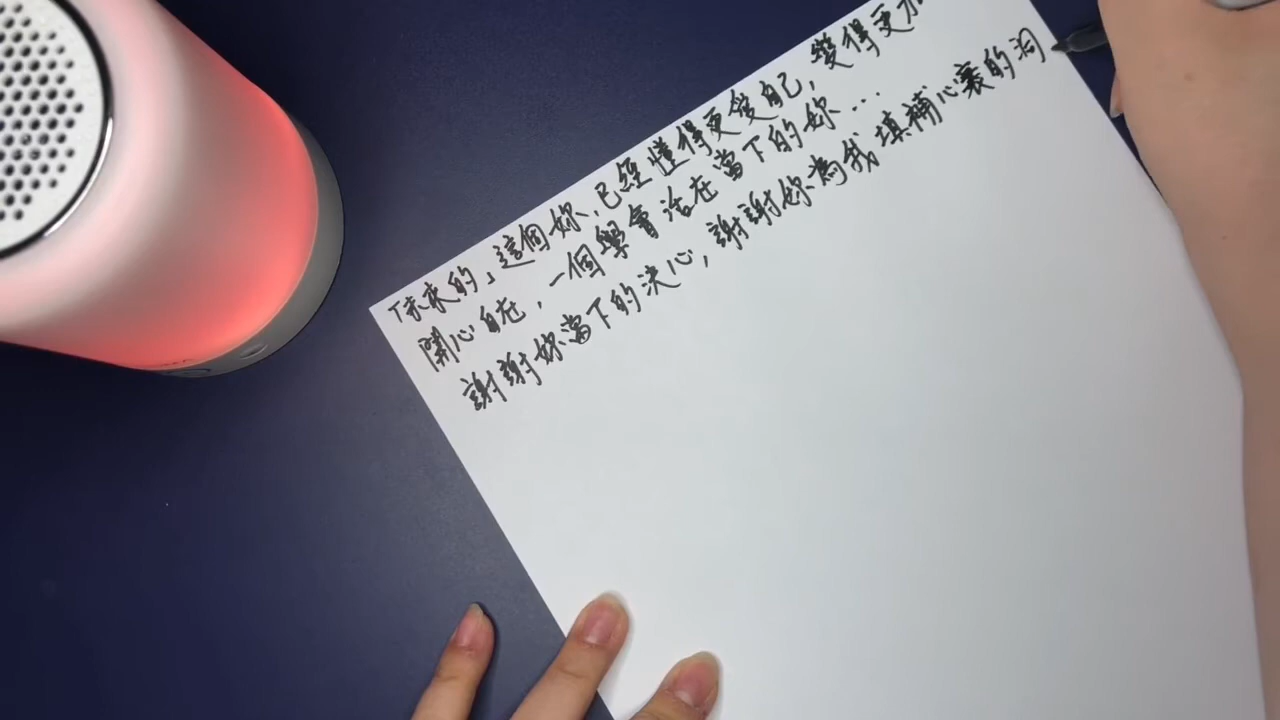 「未來的」這個妳，已經懂得更愛自己，變得更加
開心自在，一個學會活在當下的妳...
謝謝妳當下的決心，謝謝妳為我填補心裏的洞